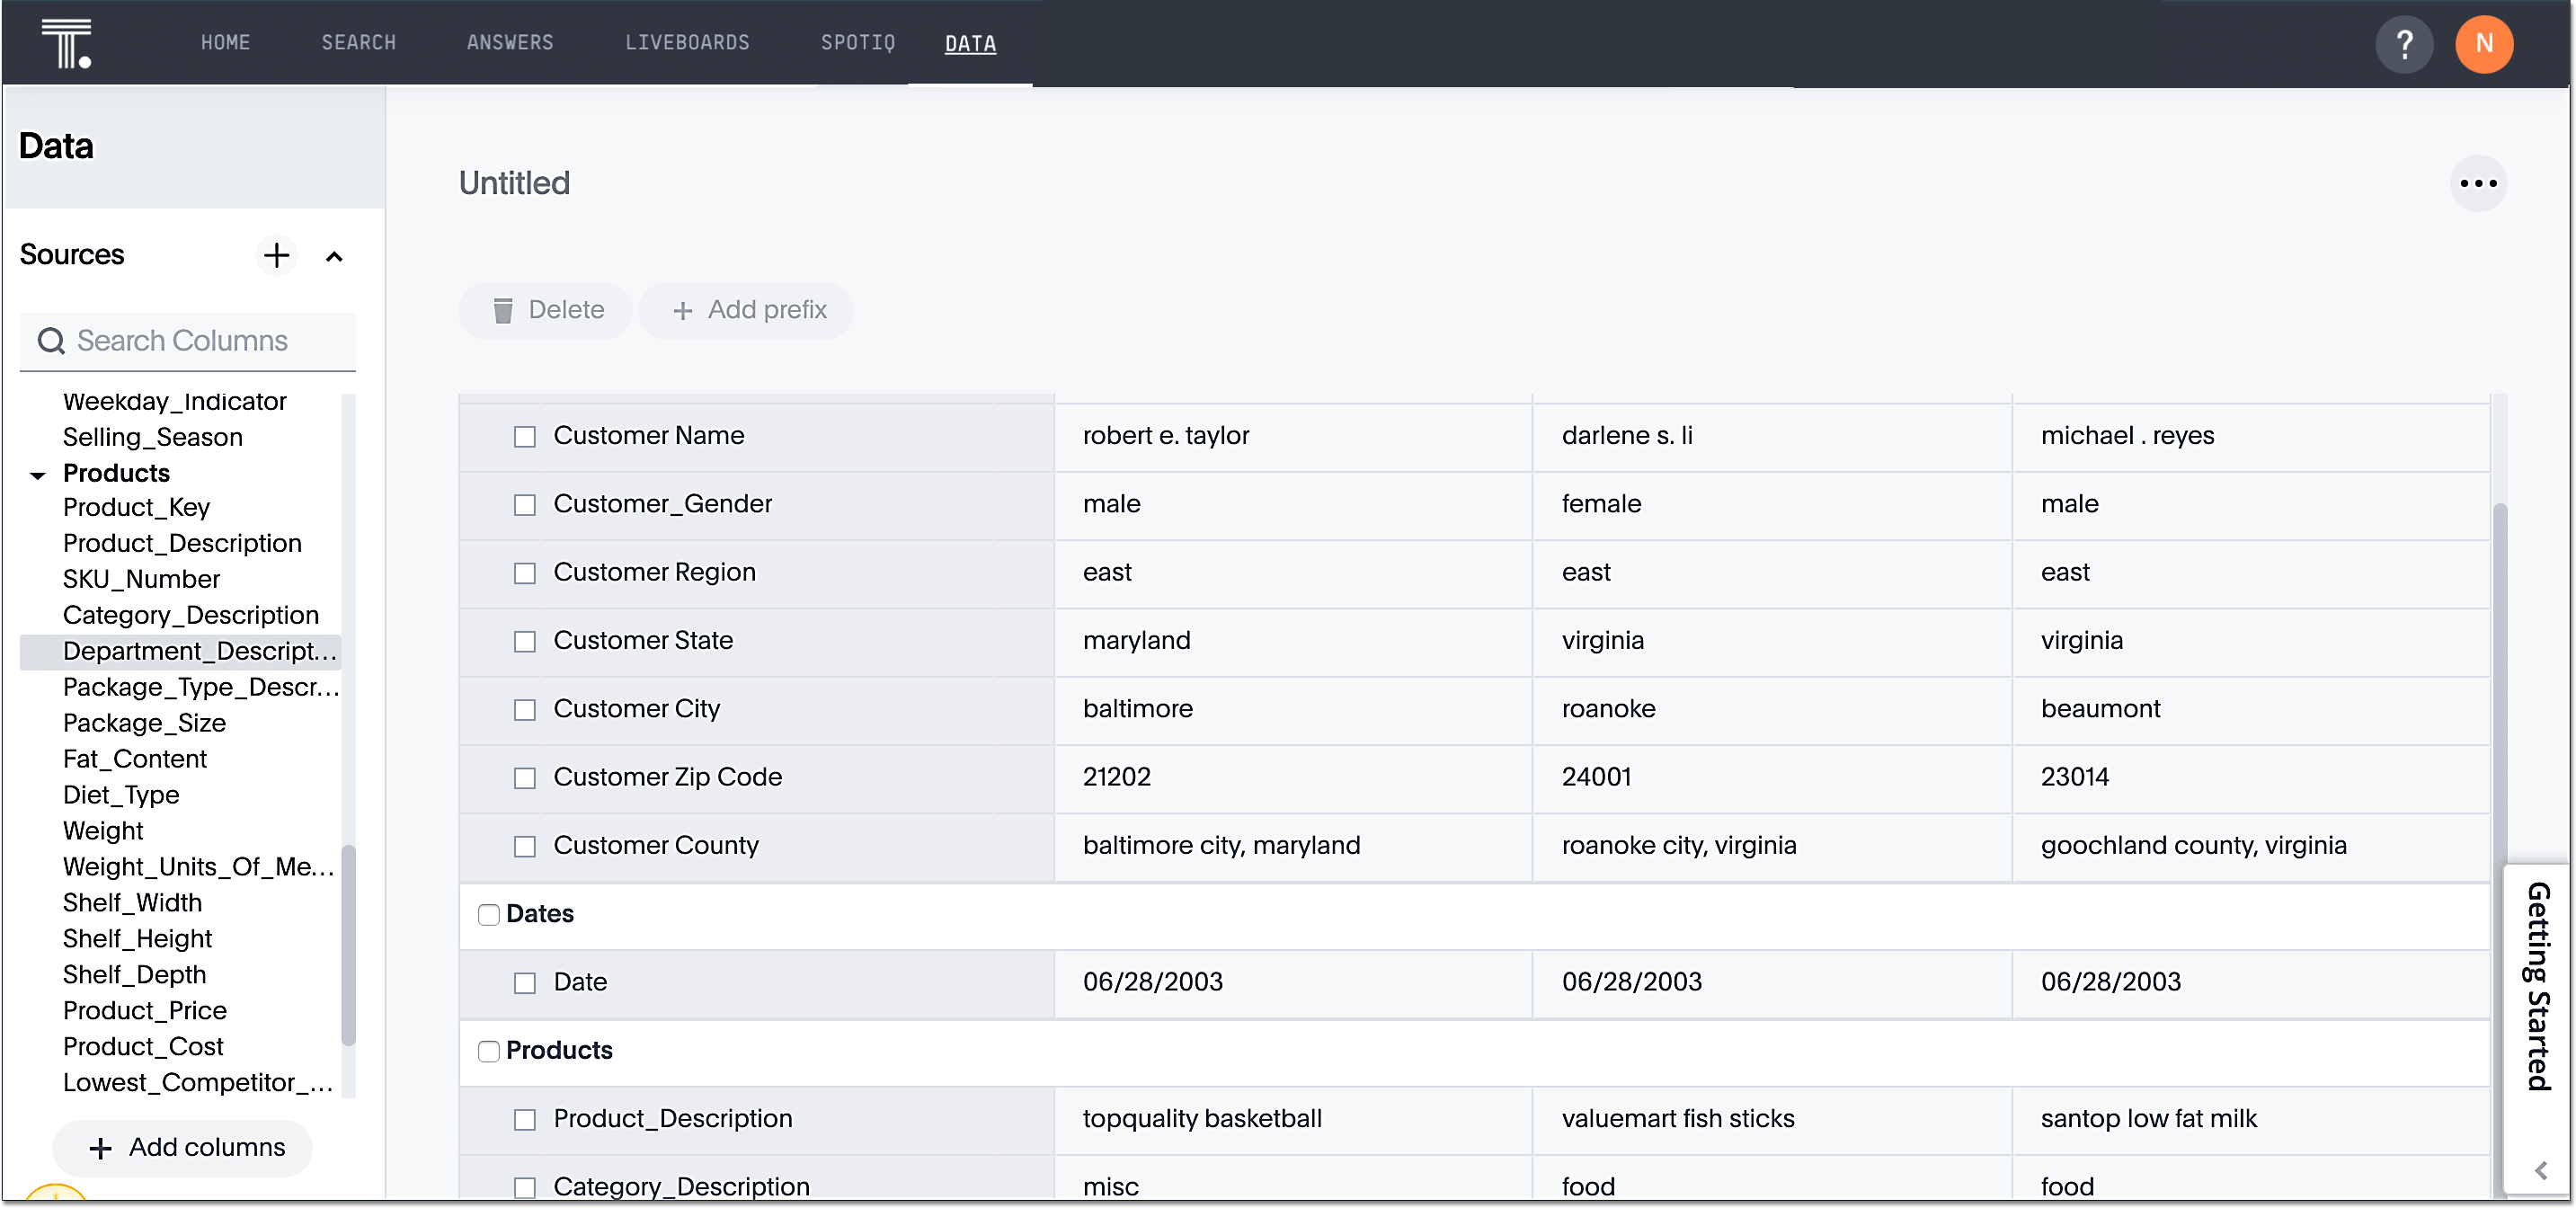 HOME SEARCH ANSWERS LIVEBOARDS SPOTIQ DATA ? N
Data
Sources
Search Columns
Weekday_Indicator
Selling_Season
Products
Product_Key
Product_Description
SKU_Number
Category_Description
Department_Descript...
Package_Type_Descr...
Package_Size
Fat_Content
Diet_Type
Weight
Weight_Units_Of_Me...
Shelf_Width
Shelf_Height
Shelf_Depth
Product_Price
Product_Cost
Lowest_Competitor_...
+ Add columns
Untitled
Delete + Add prefix
Customer Name robert e. taylor darlene s. li michael . reyes
Customer_Gender male female male
Customer Region east east east
Customer State maryland virginia virginia
Customer City baltimore roanoke beaumont
Customer Zip Code 21202 24001 23014
Customer County baltimore city, maryland roanoke city, virginia goochland county, virginia
Dates
Date 06/28/2003 06/28/2003 06/28/2003
Products
Product_Description topquality basketball valuemart fish sticks santop low fat milk
Category_Description misc food food
Getting Started